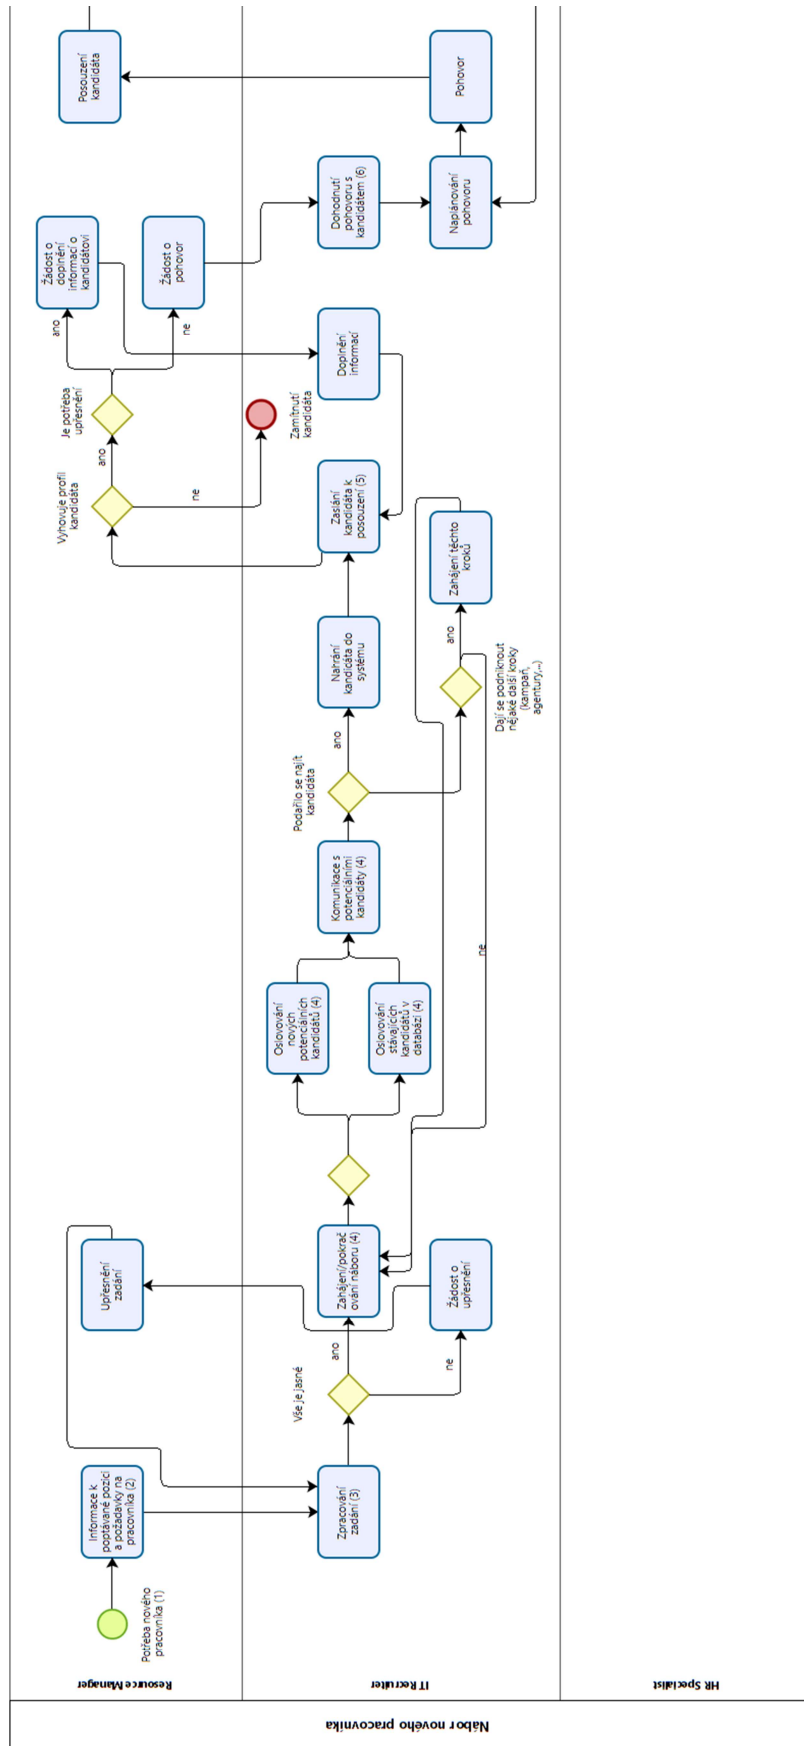 Nábor nového pracovníka
Resource Manager
IT Recruiter
HR Specialist
Potřeba nového
pracovníka (1)
Informace k
poptávané pozici
a požadavky na
pracovníka (2)
Zpracování
zadání (3)
Vše je jasné
ano
ne
Upřesnění
zadání
Zahájení/pokrač
ování náboru (4)
Žádost o
upřesnění
Oslovování
nových
potenciálních
kandidátů (4)
Oslovování
stávajících
kandidátů v
databázi (4)
Komunikace s
potenciálními
kandidáty (4)
ne
Podařilo se najít
kandidáta
ano
Dají se podniknout
nějaké další kroky
(kampaň,
agentury,...)
ano
Nahrání
kandidáta do
systému
Zahájení těchto
kroků
Zaslání
kandidáta k
posouzení (5)
Vyhovuje profil
kandidáta
ano
ne
Zamítnutí
kandidáta
Je potřeba
upřesnění
ano
ne
Doplnění
informací
Žádost o
doplnění
informací o
kandidátovi
Žádost o
pohovor
Dohodnutí
pohovoru s
kandidátem (6)
Naplánování
pohovoru
Posouzení
kandidáta
Pohovor